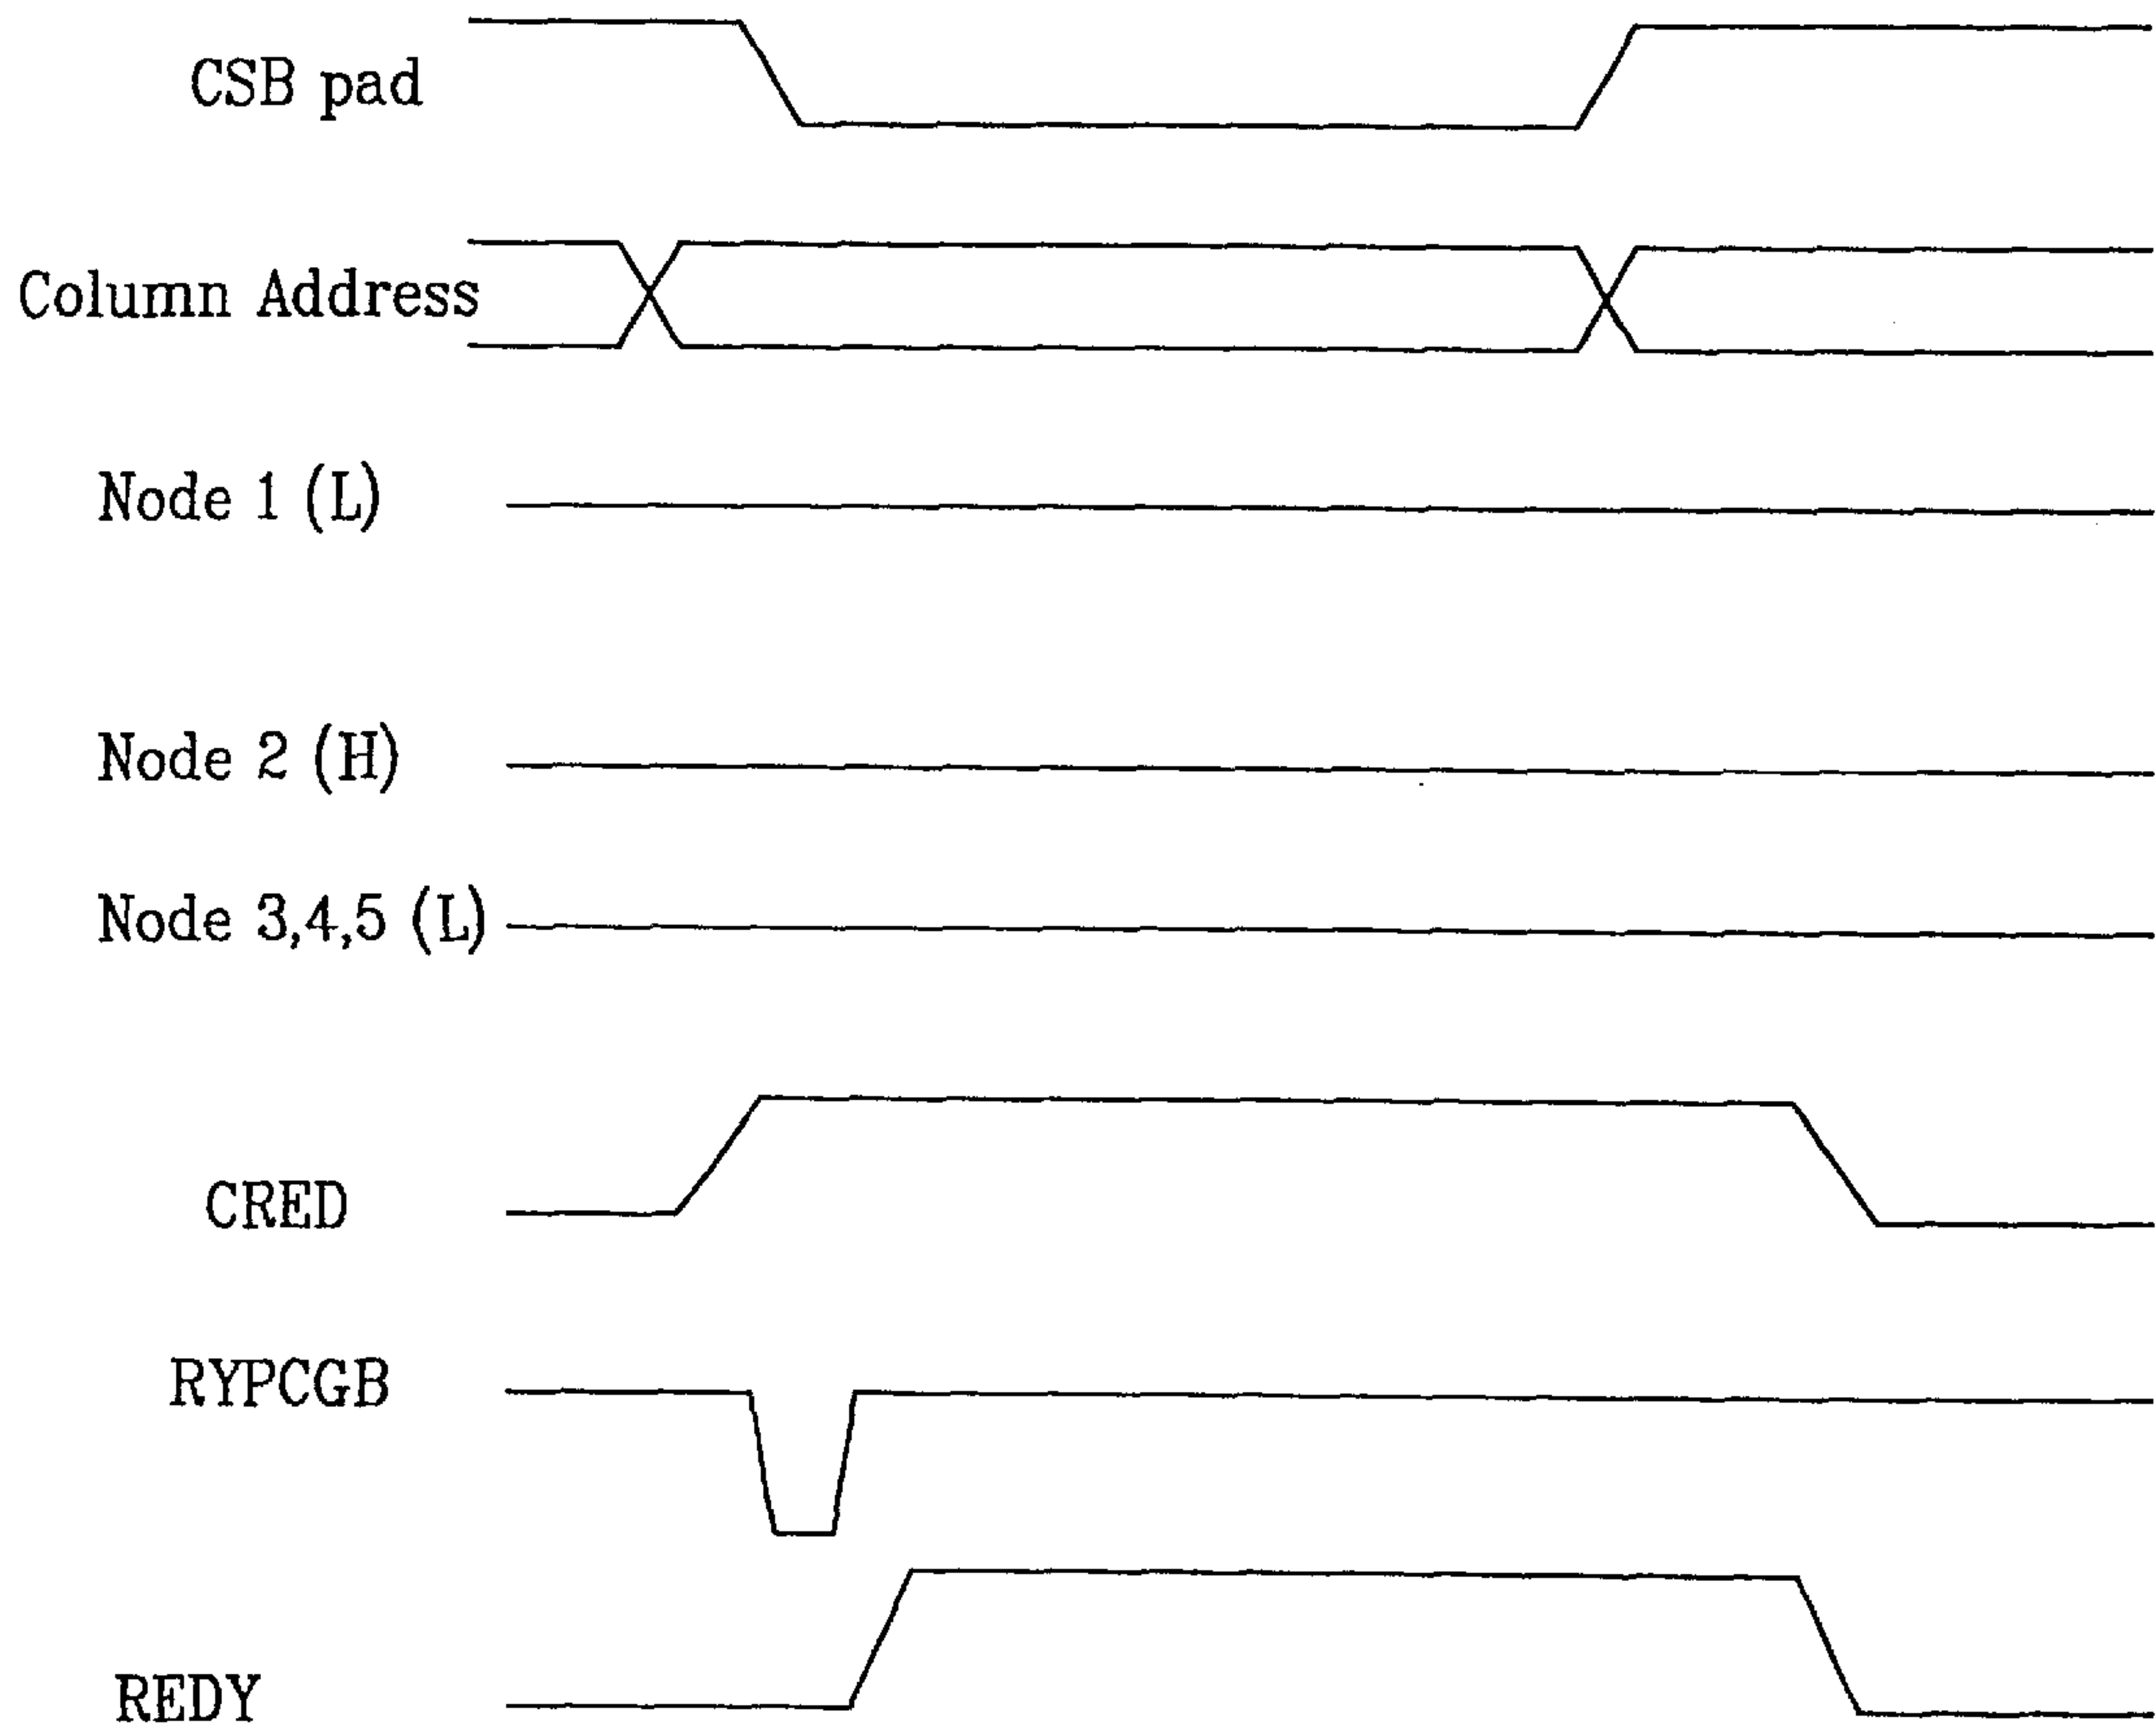 CSB pad
Column Address
Node 1 (L)
Node 2 (H)
Node 3,4,5 (L)
CRED
RYPCGB
REDY